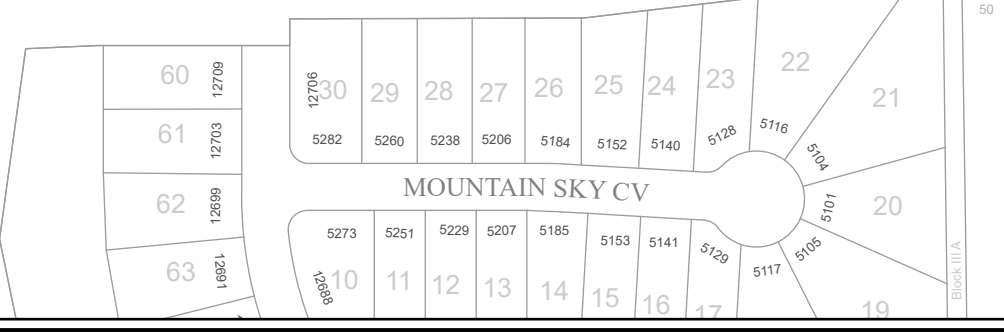 50
60 12709
12706 30 29 28 27 26 25 24 23 22 21
5282 5260 5238 5206 5184 5152 5140 5128 5116 5104
61 12703
MOUNTAIN SKY CV
62 12699
5101 20
5273 5251 5229 5207 5185 5153 5141 5129 5117 5105
63 12691
12688 10 11 12 13 14 15 16 17 19
Block III A